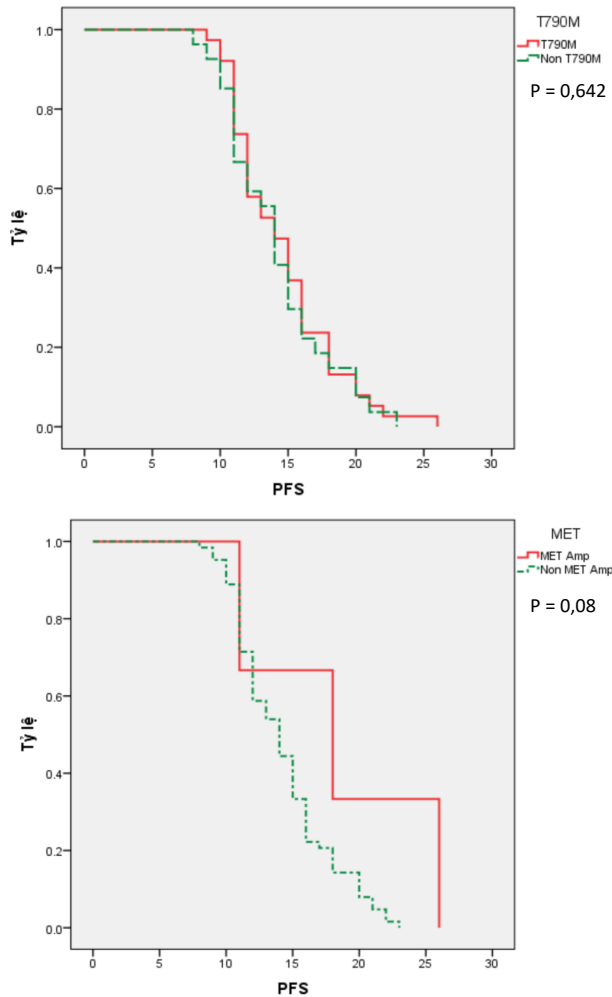 T790M
T790M
Non T790M
P = 0,642
1.0
0.8
0.6
0.4
0.2
0.0
Tỷ lệ
0 5 10 15 20 25 30
PFS
MET
MET Amp
Non MET Amp
P = 0,08
1.0
0.8
0.6
0.4
0.2
0.0
Tỷ lệ
0 5 10 15 20 25 30
PFS